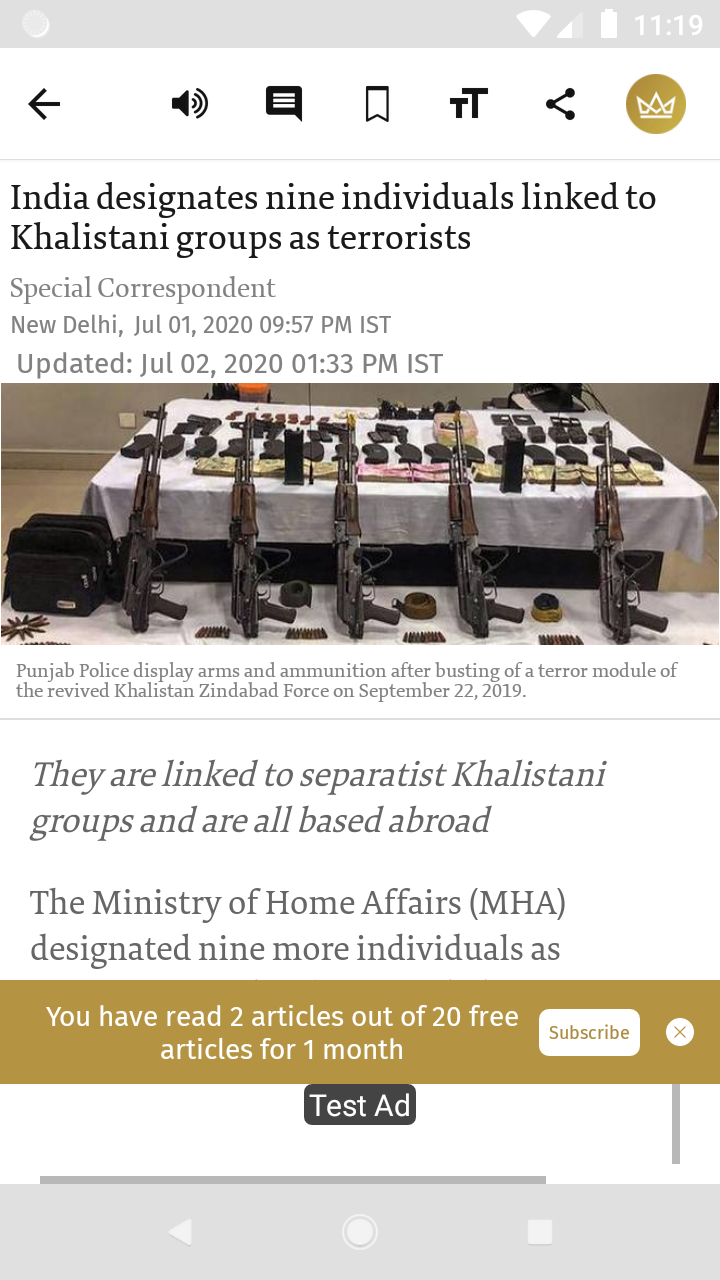 11:19
India designates nine individuals linked to
Khalistani groups as terrorists
Special Correspondent
New Delhi, Jul 01, 2020 09:57 PM IST
Updated: Jul 02, 2020 01:33 PM IST
Punjab Police display arms and ammunition after busting of a terror module of
the revived Khalistan Zindabad Force on September 22, 2019.
They are linked to separatist Khalistani
groups and are all based abroad
The Ministry of Home Affairs (MHA)
designated nine more individuals as
You have read 2 articles out of 20 free
articles for 1 month
Subscribe
Test Ad